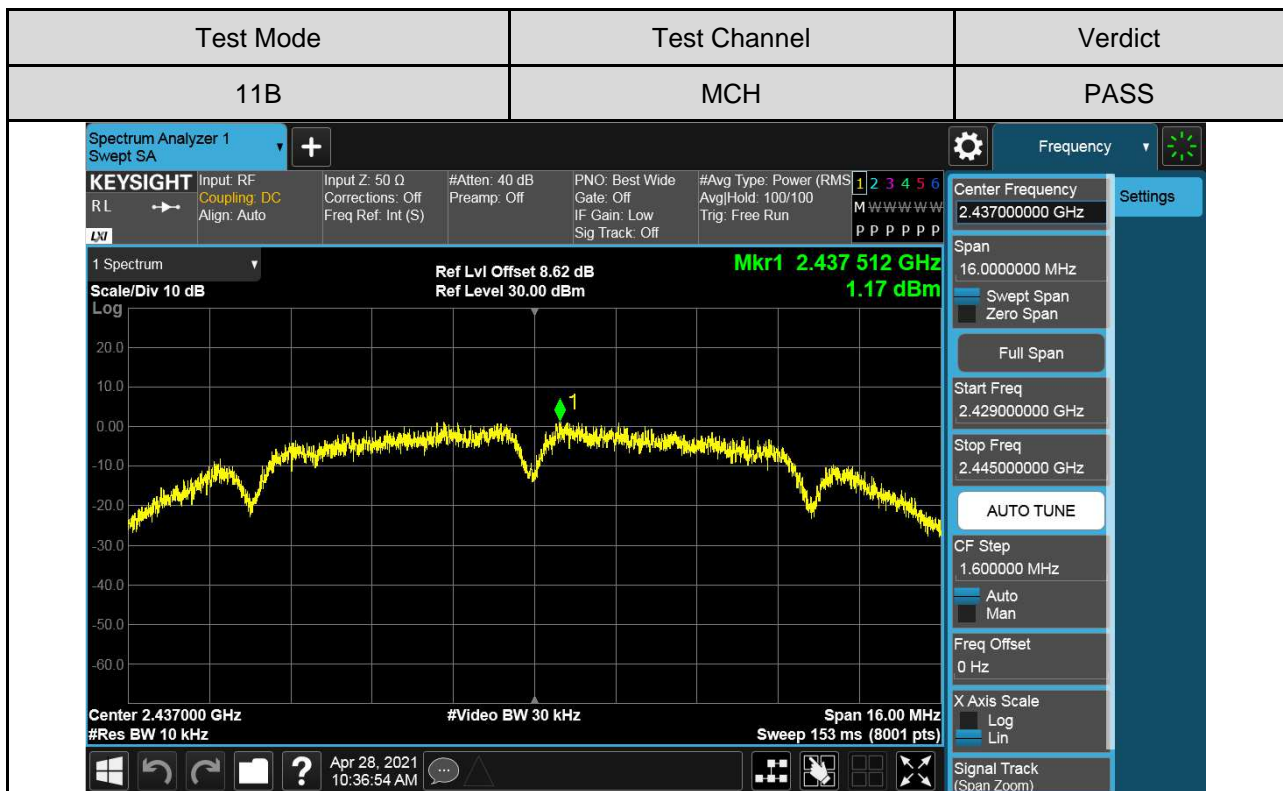 Test Mode Test Channel Verdict
11B MCH PASS
Spectrum Analyzer 1
Swept SA
Frequency
KEYSIGHT
R L
LXI
Input: RF
Coupling: DC
Align: Auto
Input Z: 50 Ω
Corrections: Off
Freq Ref: Int (S)
#Atten: 40 dB
Preamp: Off
PNO: Best Wide
Gate: Off
IF Gain: Low
Sig Track: Off
#Avg Type: Power (RMS
Avg|Hold: 100/100
Trig: Free Run
1 2 3 4 5 6
M W W W W W
P P P P P P
1 Spectrum
Scale/Div 10 dB
Ref Lvl Offset 8.62 dB
Ref Level 30.00 dBm
Mkr1 2.437 512 GHz
1.17 dBm
Log
20.0
10.0
0.00
-10.0
-20.0
-30.0
-40.0
-50.0
-60.0
1
Center 2.437000 GHz
#Res BW 10 kHz
#Video BW 30 kHz
Span 16.00 MHz
Sweep 153 ms (8001 pts)
Apr 28, 2021
10:36:54 AM
Center Frequency
2.437000000 GHz
Settings
Span
16.0000000 MHz
Swept Span
Zero Span
Full Span
Start Freq
2.429000000 GHz
Stop Freq
2.445000000 GHz
AUTO TUNE
CF Step
1.600000 MHz
Auto
Man
Freq Offset
0 Hz
X Axis Scale
Log
Lin
Signal Track
(Span Zoom)